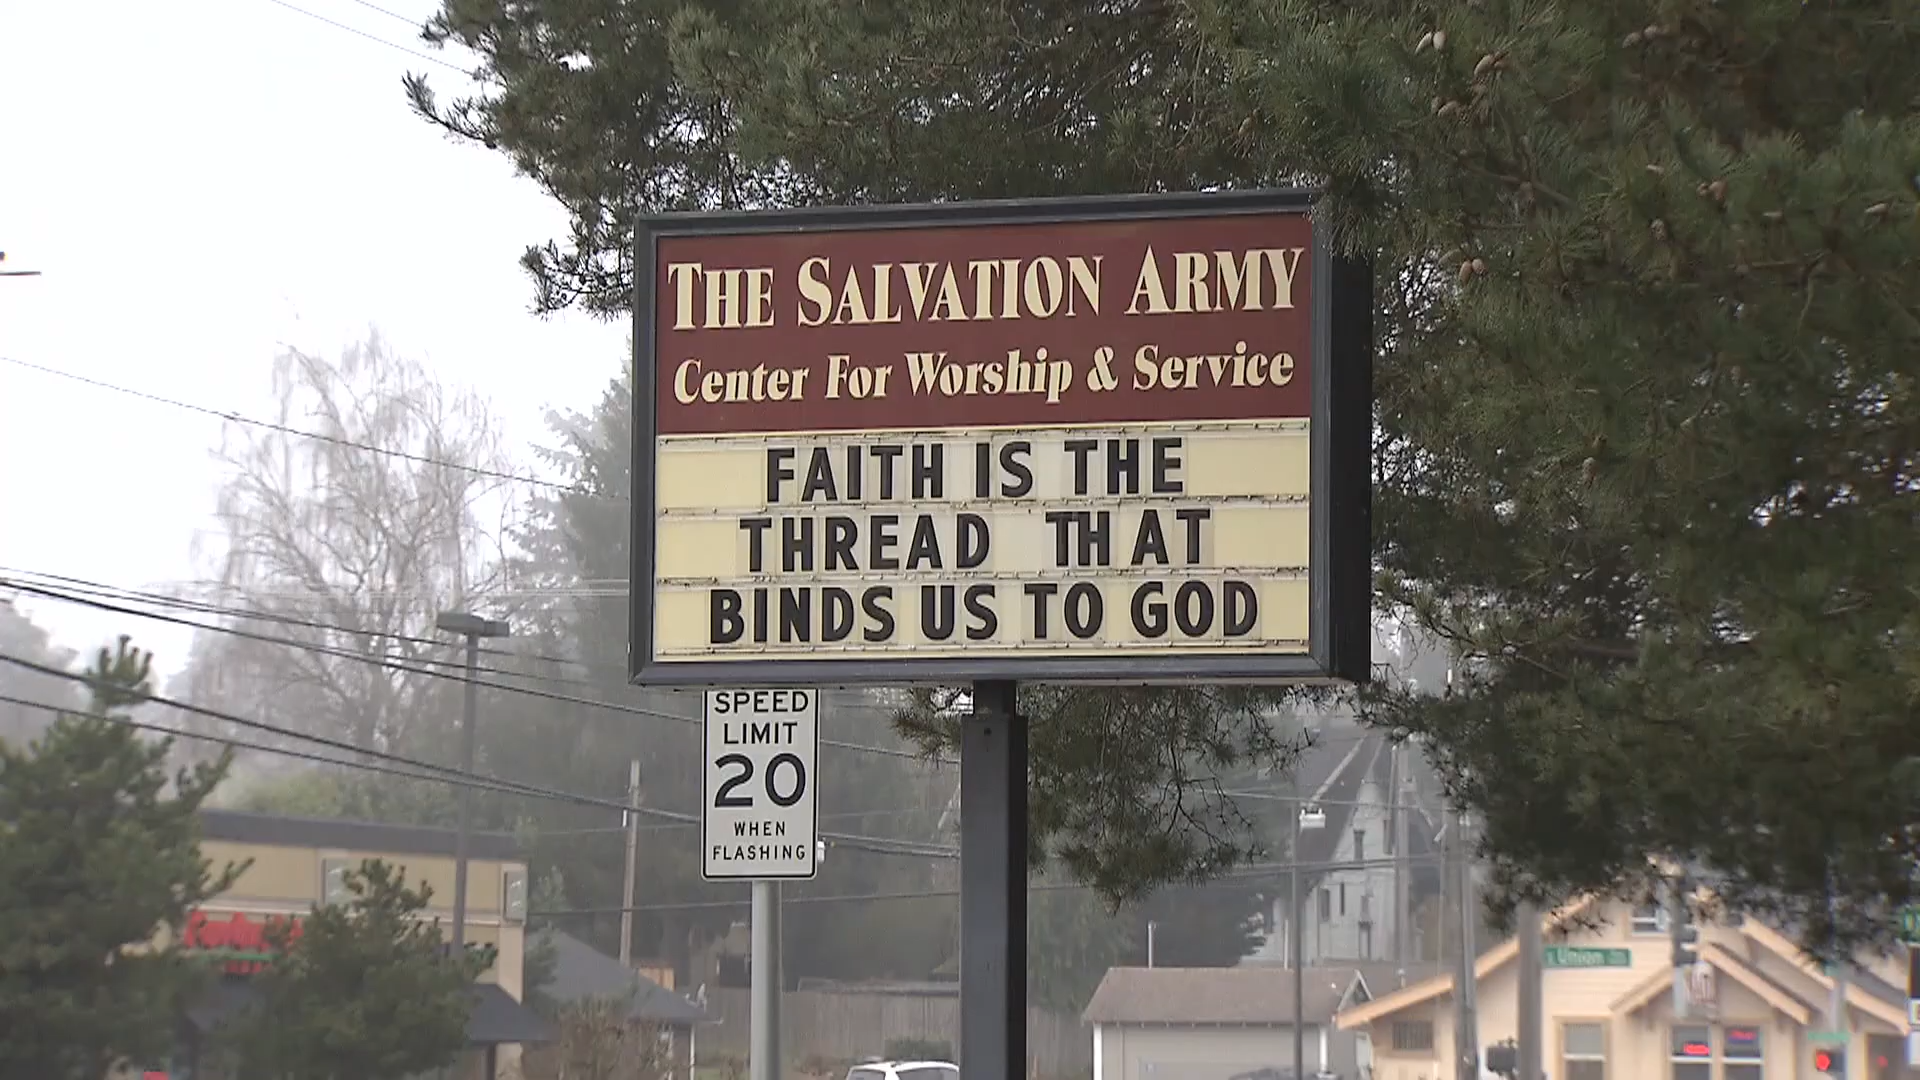 THE SALVATION ARMY
Center For Worship & Service
FAITH IS THE
THREAD THAT
BINDS US TO GOD
SPEED
LIMIT
20
WHEN
FLASHING
Union